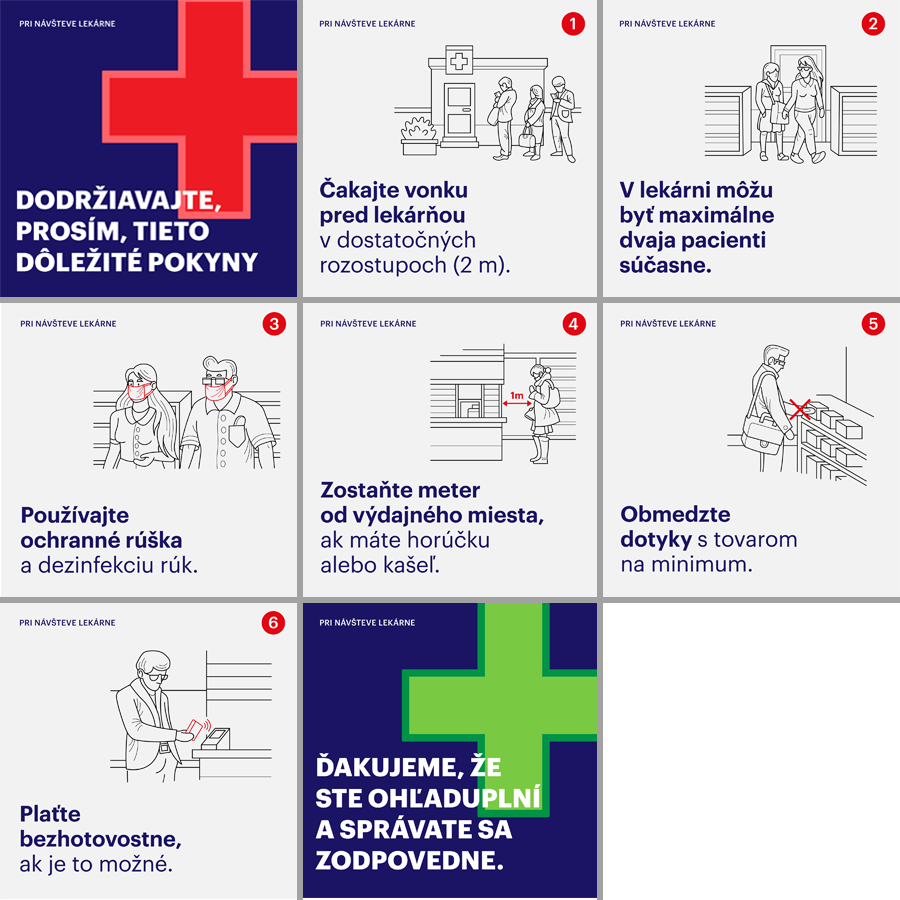 PRI NÁVŠTEVE LEKÁRNE
DODRŽIAVAJTE,
PROSÍM, TIETO
DÔLEŽITÉ POKYNY
PRI NÁVŠTEVE LEKÁRNE
1
Čakajte vonku
pred lekárňou
v dostatočných
rozostupoch (2 m).
PRI NÁVŠTEVE LEKÁRNE
2
V lekárni môžu
byť maximálne
dvaja pacienti
súčasne.
PRI NÁVŠTEVE LEKÁRNE
3
Používajte
ochranné rúška
a dezinfekciu rúk.
PRI NÁVŠTEVE LEKÁRNE
4
1m
Zostaňte meter
od výdajného miesta,
ak máte horúčku
alebo kašeľ.
PRI NÁVŠTEVE LEKÁRNE
5
Obmedzte
dotyky s tovarom
na minimum.
PRI NÁVŠTEVE LEKÁRNE
6
Plaťte
bezhotovostne,
ak je to možné.
PRI NÁVŠTEVE LEKÁRNE
ĎAKUJEME, ŽE
STE OHĽADUPLNÍ
A SPRÁVATE SA
ZODPOVEDNE.